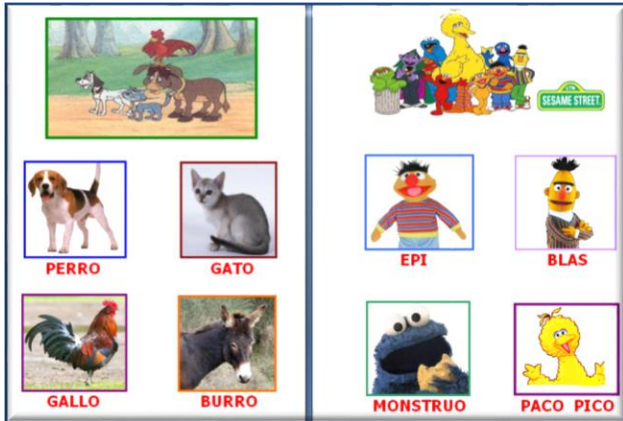 PERRO
GATO
GALLO
BURRO
SESAME STREET
EPI
BLAS
MONSTRUO
PACO PICO